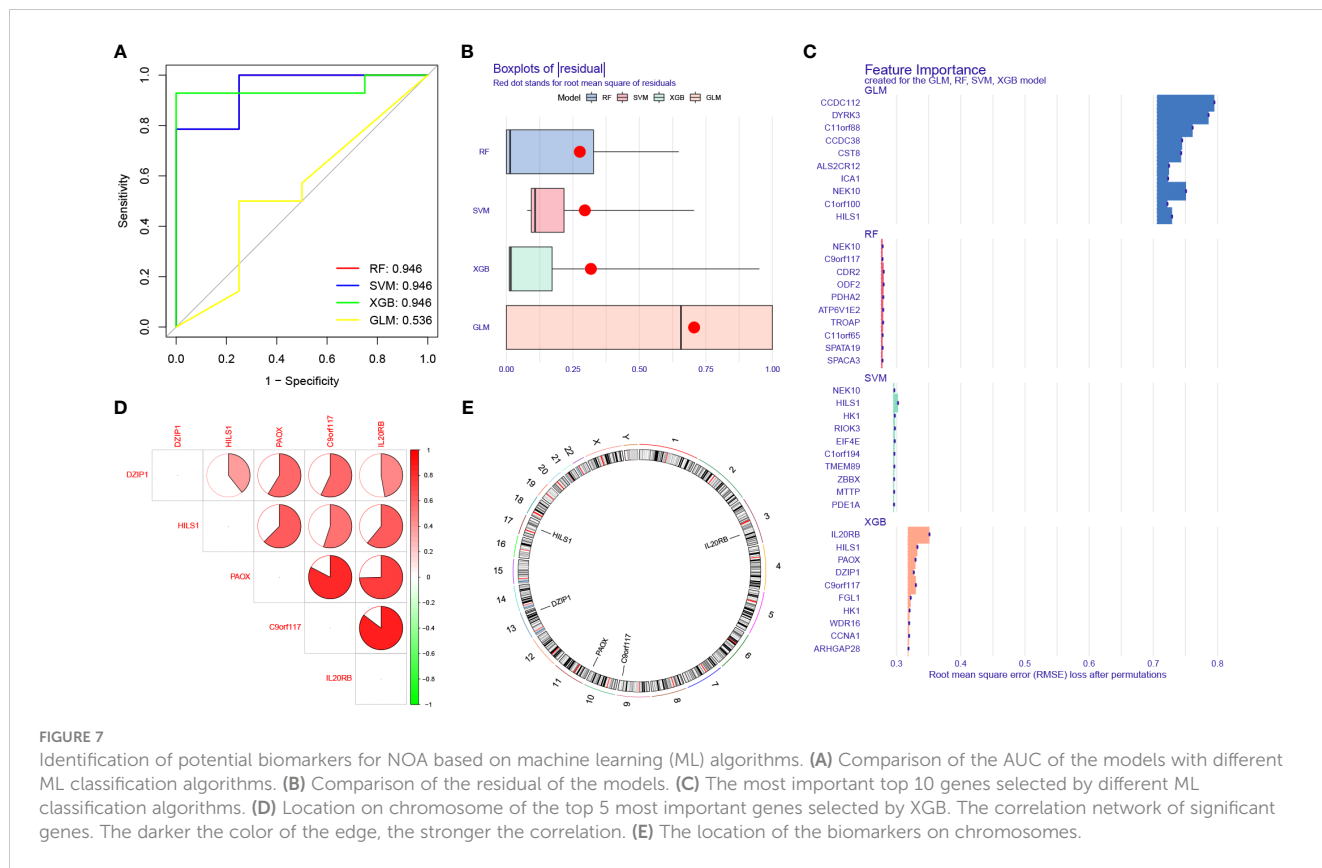 A
1.0
0.8
0.6
0.4
0.2
0.0
Sensitivity
RF: 0.946
SVM: 0.946
XGB: 0.946
GLM: 0.536
0.0 0.2 0.4 0.6 0.8 1.0
1 − Specificity
B
Boxplots of |residual|
Red dot stands for root mean square of residuals
Model RF SVM XGB GLM
RF
SVM
XGB
GLM
0.00 0.25 0.50 0.75 1.00
C
Feature Importance
created for the GLM, RF, SVM, XGB model
GLM
CCDC112
DYRK3
C11orf88
CCDC38
CST8
ALS2CR12
ICA1
NEK10
C1orf100
HILS1
RF
NEK10
C9orf117
CDR2
ODF2
PDHA2
ATP6V1E2
TROAP
C11orf65
SPATA19
SPACA3
SVM
NEK10
HILS1
HK1
RIOK3
EIF4E
C1orf194
TMEM89
ZBBX
MTTP
PDE1A
XGB
IL20RB
HILS1
PAOX
DZIP1
C9orf117
FGL1
HK1
WDR16
CCNA1
ARHGAP28
0.3 0.4 0.5 0.6 0.7 0.8
Root mean square error (RMSE) loss after permutations
D
DZIP1 HILS1 PAOX C9orf117 IL20RB
DZIP1
HILS1
PAOX
C9orf117
IL20RB
1
0.8
0.6
0.4
0.2
0
−0.2
−0.4
−0.6
−0.8
−1
E
1
2
3
4
5
6
7
8
9
10
11
12
13
14
15
16
17
18
19
20
21
22
X
Y
HILS1
IL20RB
DZIP1
PAOX
C9orf117
FIGURE 7
Identification of potential biomarkers for NOA based on machine learning (ML) algorithms. (A) Comparison of the AUC of the models with different
ML classification algorithms. (B) Comparison of the residual of the models. (C) The most important top 10 genes selected by different ML
classification algorithms. (D) Location on chromosome of the top 5 most important genes selected by XGB. The correlation network of significant
genes. The darker the color of the edge, the stronger the correlation. (E) The location of the biomarkers on chromosomes.